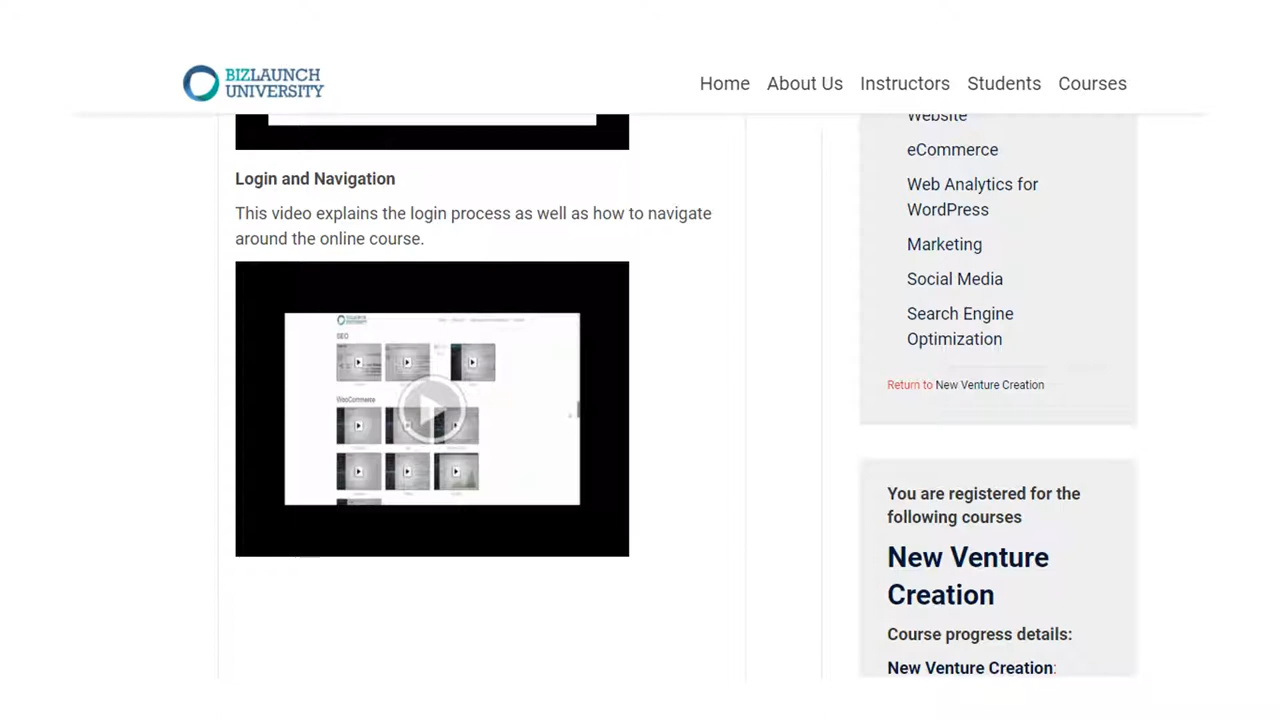 BIZLAUNCH
UNIVERSITY
Home About Us Instructors Students Courses
Login and Navigation
This video explains the login process as well as how to navigate
around the online course.
SEO
WooCommerce
Website
eCommerce
Web Analytics for
WordPress
Marketing
Social Media
Search Engine
Optimization
Return to New Venture Creation
You are registered for the
following courses
New Venture
Creation
Course progress details:
New Venture Creation: